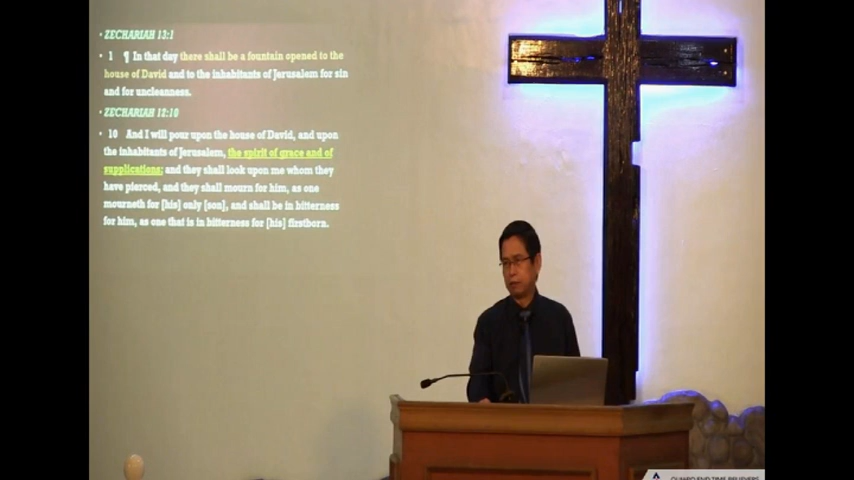 • ZECHARIAH 13:1
• 1 ¶ In that day there shall be a fountain opened to the
house of David and to the inhabitants of Jerusalem for sin
and for uncleanness.
• ZECHARIAH 12:10
• 10 And I will pour upon the house of David, and upon
the inhabitants of Jerusalem, the spirit of grace and of
supplications: and they shall look upon me whom they
have pierced, and they shall mourn for him, as one
mourneth for [his] only [son], and shall be in bitterness
for him, as one that is in bitterness for [his] firstborn.
END TIME BELIEVERS